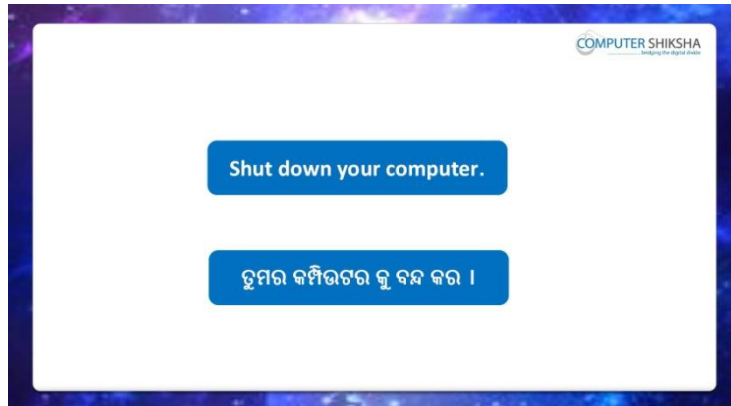 COMPUTER SHIKSHA
bridging the digital divide
Shut down your computer.
ତୁମର କମ୍ପିଉଟର କୁ ବନ୍ଦ କର ।